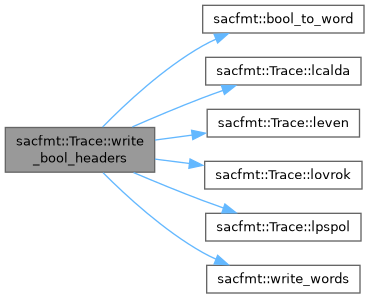 sacfmt::Trace::write
_bool_headers
sacfmt::bool_to_word
sacfmt::Trace::lcalda
sacfmt::Trace::leven
sacfmt::Trace::lovrok
sacfmt::Trace::lpspol
sacfmt::write_words